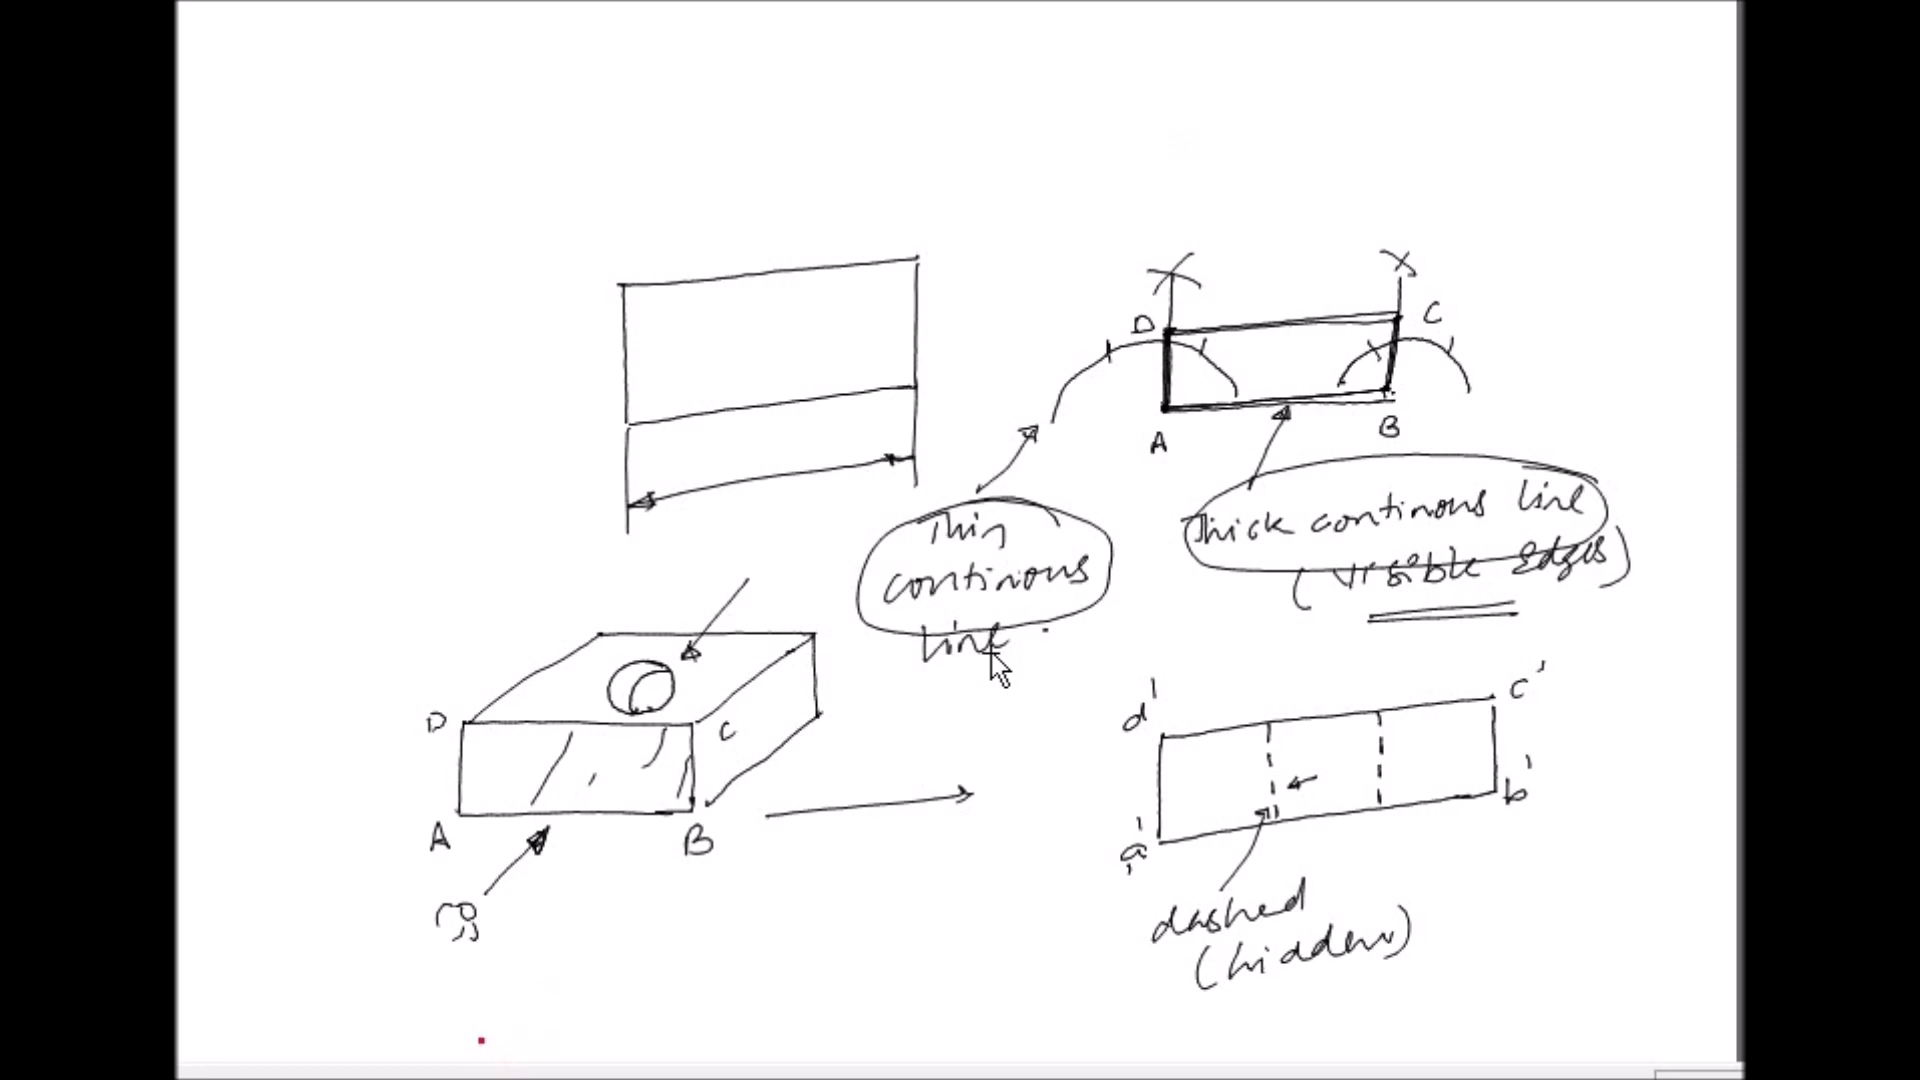 D
C
A
B
Thin
continous
line
Thick continous line
(visible Edges)
D
C
A
B
d'
c'
a'
b'
dashed
(hidden)